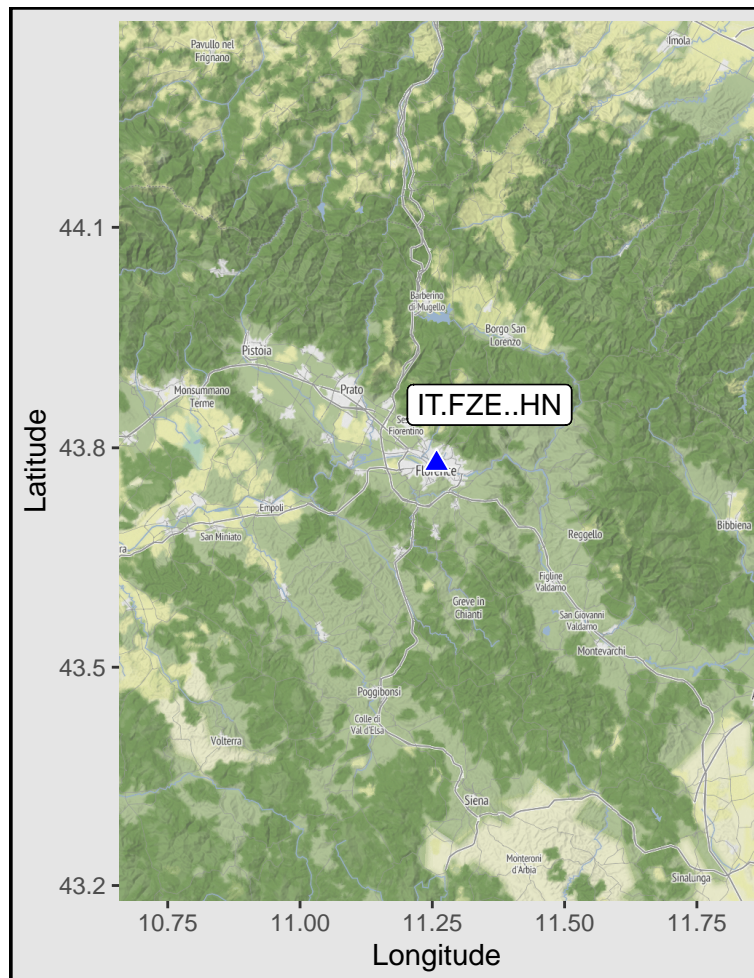 Pavullo nel
Frignano
Imola
44.1
Barberino
di Mugello
Borgo San
Lorenzo
Pistoia
Monsummano
Terme
Prato
IT.FZE..HN
Fiorentino
43.8
Florence
Latitude
Empoli
San Miniato
Reggello
Bibbiena
Figline
Valdarno
Greve in
Chianti
San Giovanni
Valdarno
Montevarchi
43.5
Poggibonsi
Colle di
Val d'Elsa
Volterra
Siena
Monteroni
d'Arbia
Sinalunga
43.2
10.75 11.00 11.25 11.50 11.75
Longitude